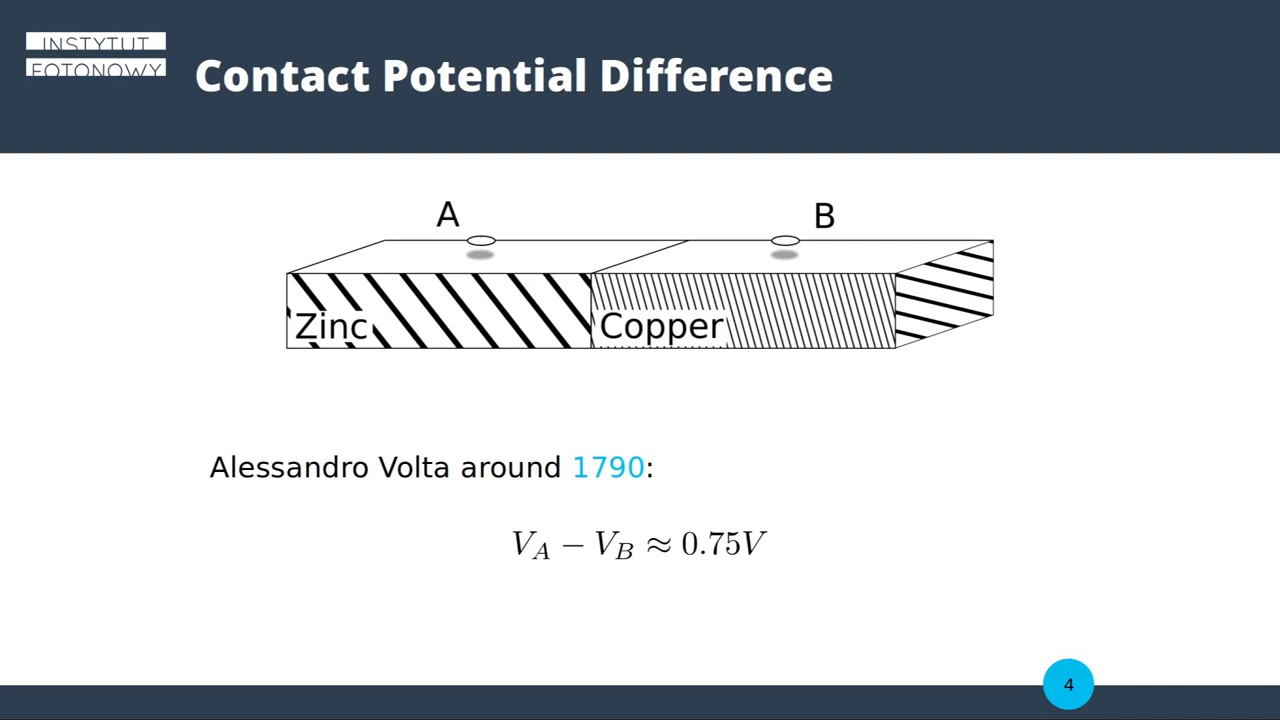 INSTYTUT
FOTONOWY
Contact Potential Difference
A
B
Zinc
Copper
Alessandro Volta around 1790:
V_A − V_B ≈ 0.75V
4